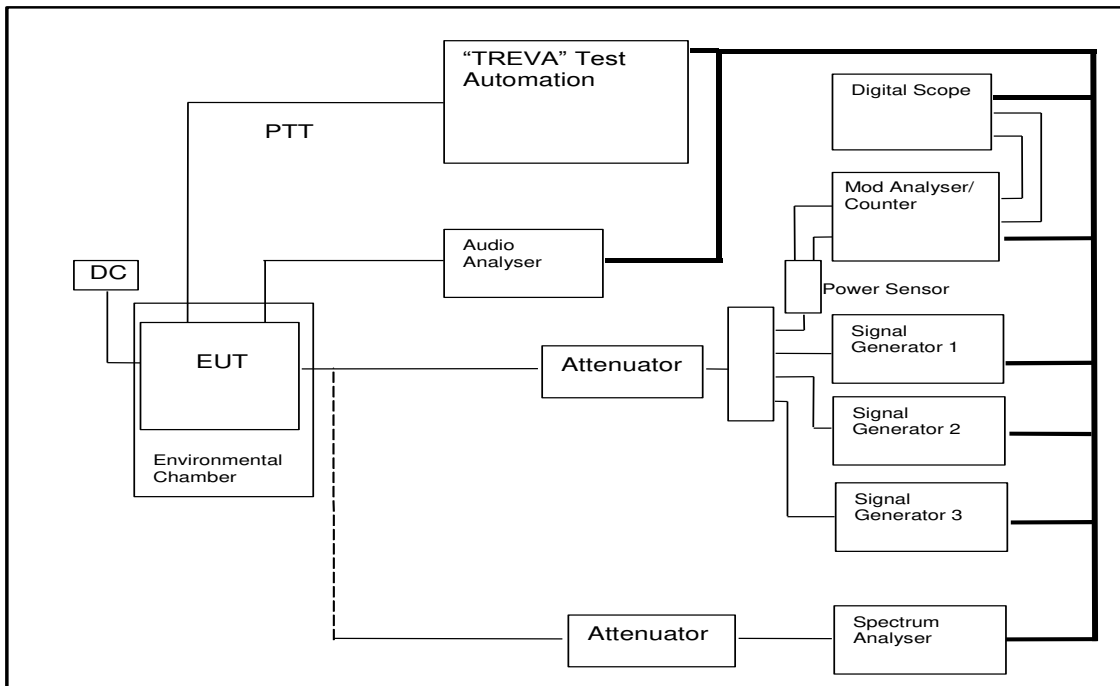 “TREVA” Test
Automation
PTT
Digital Scope
Mod Analyser/
Counter
Audio
Analyser
DC
Power Sensor
EUT
Attenuator
Signal
Generator 1
Signal
Generator 2
Environmental
Chamber
Signal
Generator 3
Attenuator
Spectrum
Analyser